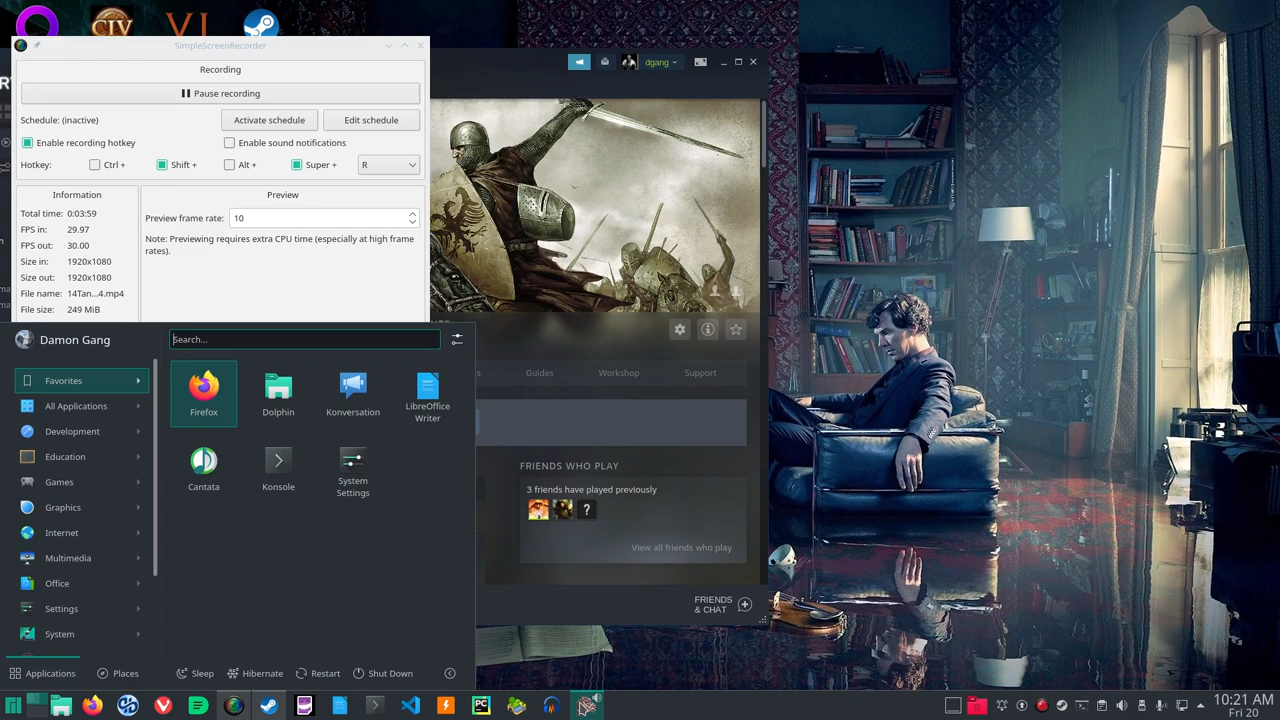 CIV
VI
SimpleScreenRecorder
Recording
Pause recording
Schedule: (inactive)
Activate schedule
Edit schedule
Enable recording hotkey
Enable sound notifications
Hotkey:
Ctrl +
Shift +
Alt +
Super +
R
Information
Total time: 0:03:59
FPS in: 29.97
FPS out: 30.00
Size in: 1920x1080
Size out: 1920x1080
File name: 14Tan...4.mp4
File size: 249 MiB
Preview
Preview frame rate: 10
Note: Previewing requires extra CPU time (especially at high frame
rates).
dgang
Guides
Workshop
Support
FRIENDS WHO PLAY
3 friends have played previously
?
View all friends who play
FRIENDS
& CHAT
Damon Gang
Search...
Favorites
All Applications
Development
Education
Games
Graphics
Internet
Multimedia
Office
Settings
System
Firefox
Dolphin
Konversation
LibreOffice
Writer
Cantata
Konsole
System
Settings
Applications
Places
Sleep
Hibernate
Restart
Shut Down
PC
10:21 AM
Fri 20